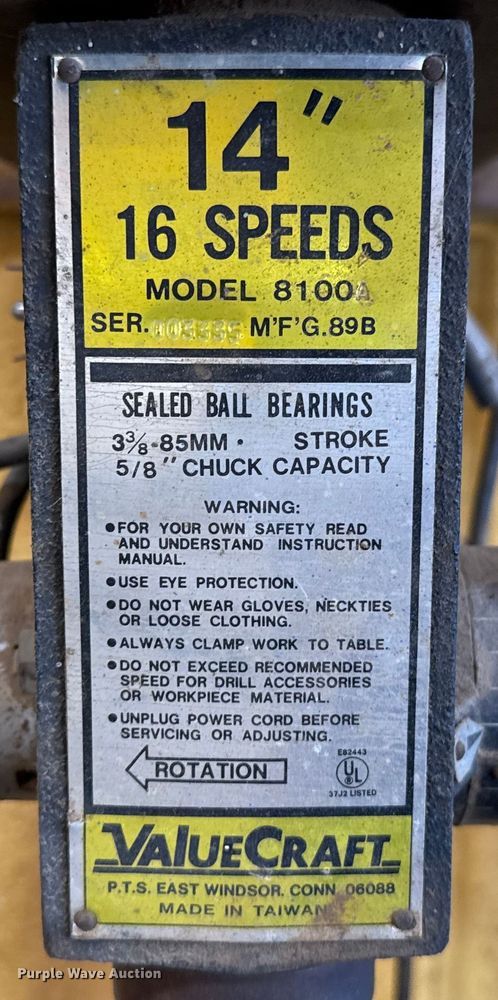 14"
16 SPEEDS
MODEL 8100A
SER. M'F'G.89B
SEALED BALL BEARINGS
3 3/8-85MM• STROKE
5/8" CHUCK CAPACITY
WARNING:
•FOR YOUR OWN SAFETY READ
AND UNDERSTAND INSTRUCTION
MANUAL.
•USE EYE PROTECTION.
•DO NOT WEAR GLOVES, NECKTIES
OR LOOSE CLOTHING.
•ALWAYS CLAMP WORK TO TABLE.
•DO NOT EXCEED RECOMMENDED
SPEED FOR DRILL ACCESSORIES
OR WORKPIECE MATERIAL.
•UNPLUG POWER CORD BEFORE
SERVICING OR ADJUSTING.
ROTATION
E82443
UL
®
37J2 LISTED
VALUECRAFT
P.T.S. EAST WINDSOR, CONN 06088
MADE IN TAIWAN
Purple Wave Auction